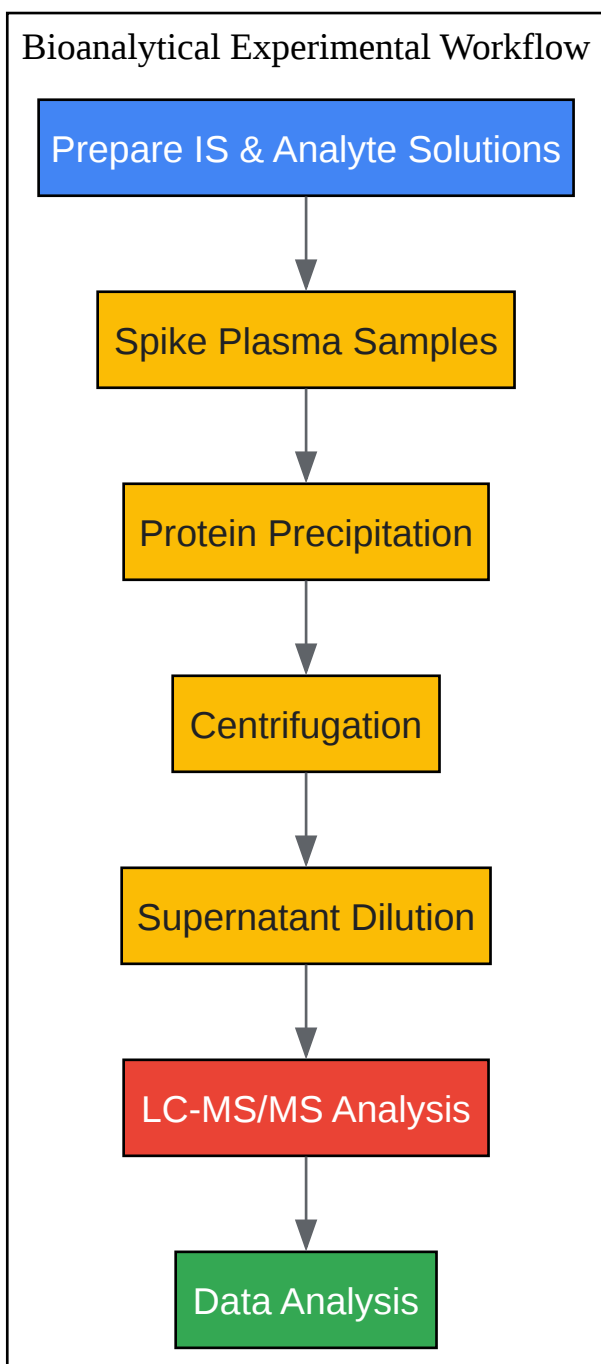 Bioanalytical Experimental Workflow
Prepare IS & Analyte Solutions
Spike Plasma Samples
Protein Precipitation
Centrifugation
Supernatant Dilution
LC-MS/MS Analysis
Data Analysis